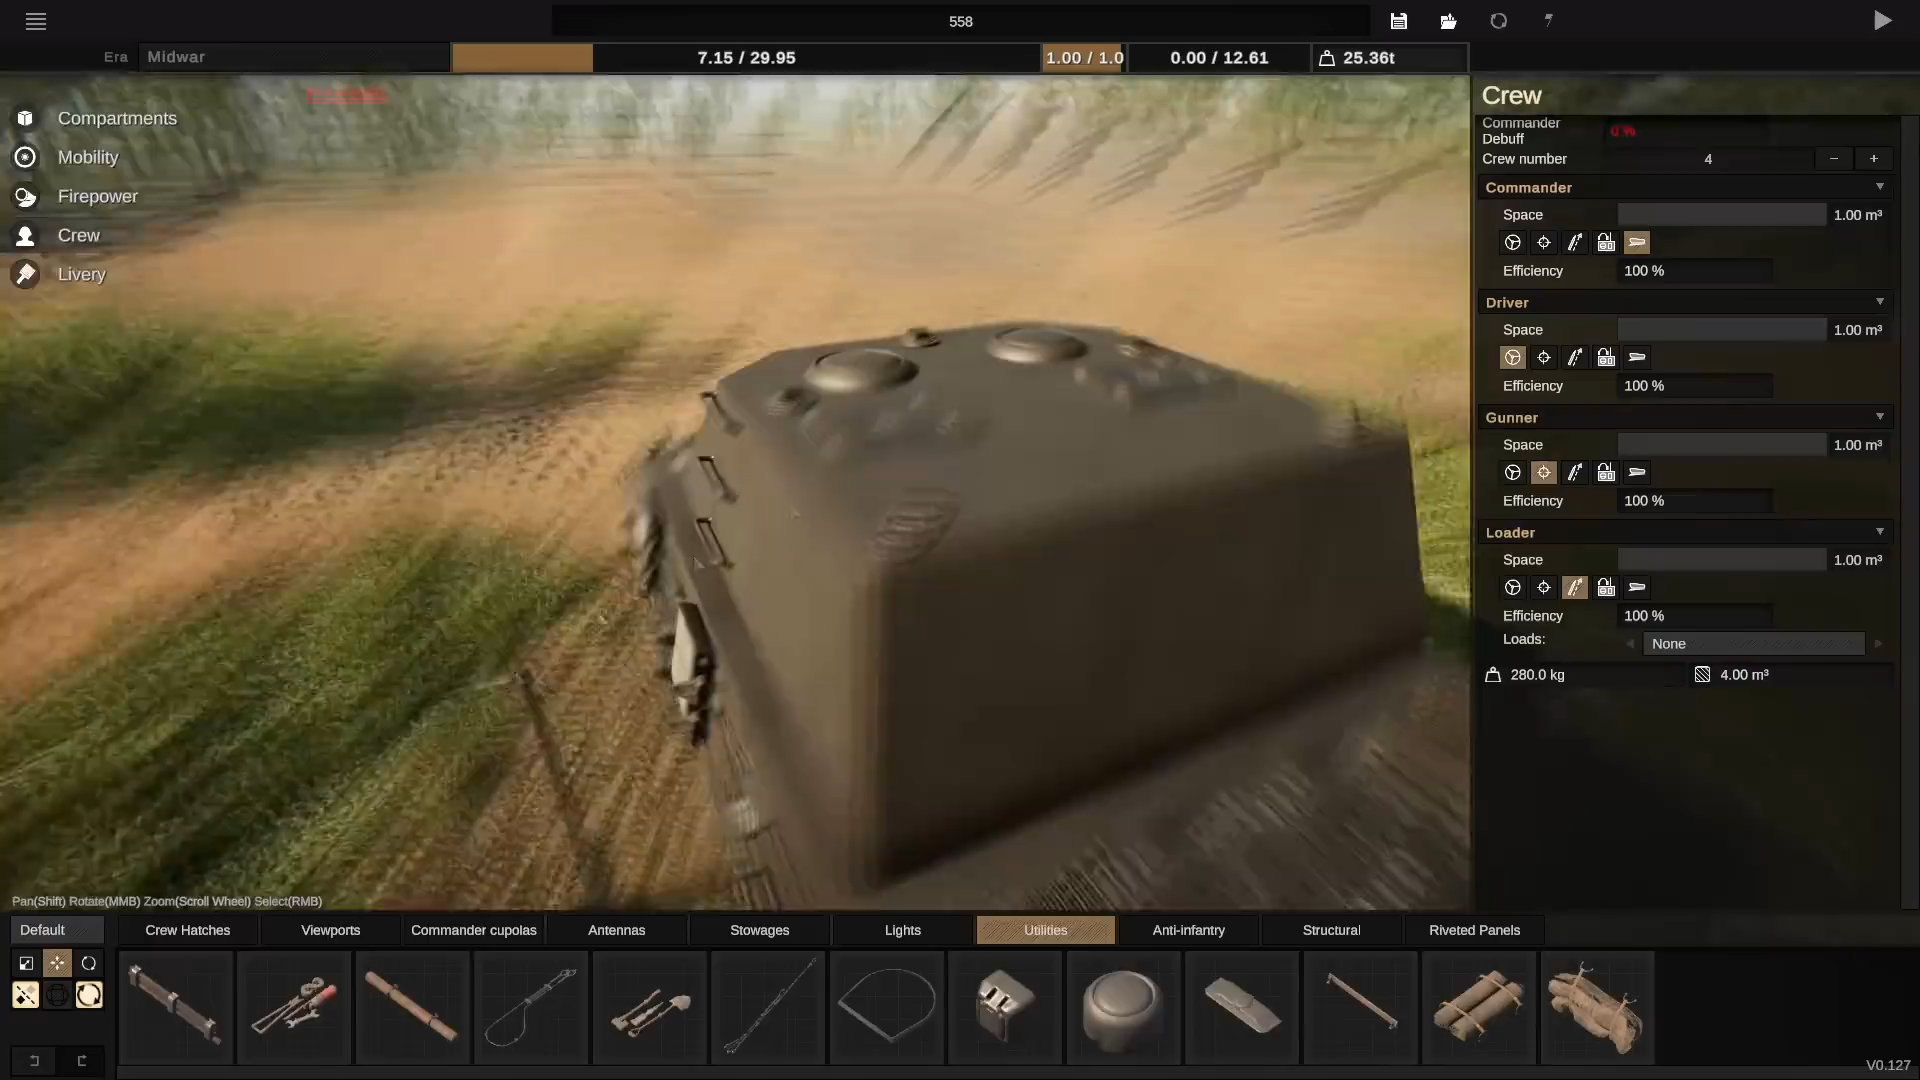 558
Era
Midwar
7.15 / 29.95
1.00 / 1.0
0.00 / 12.61
25.36t
Compartments
Mobility
Firepower
Crew
Livery
Crew
Commander
Debuff
0 %
Crew number
4
−
+
Commander
Space
1.00 m³
Efficiency
100 %
Driver
Space
1.00 m³
Efficiency
100 %
Gunner
Space
1.00 m³
Efficiency
100 %
Loader
Space
1.00 m³
Efficiency
100 %
Loads:
None
280.0 kg
4.00 m³
Pan(Shift) Rotate(MMB) Zoom(Scroll Wheel) Select(RMB)
Default
Crew Hatches
Viewports
Commander cupolas
Antennas
Stowages
Lights
Utilities
Anti-infantry
Structural
Riveted Panels
V0.127